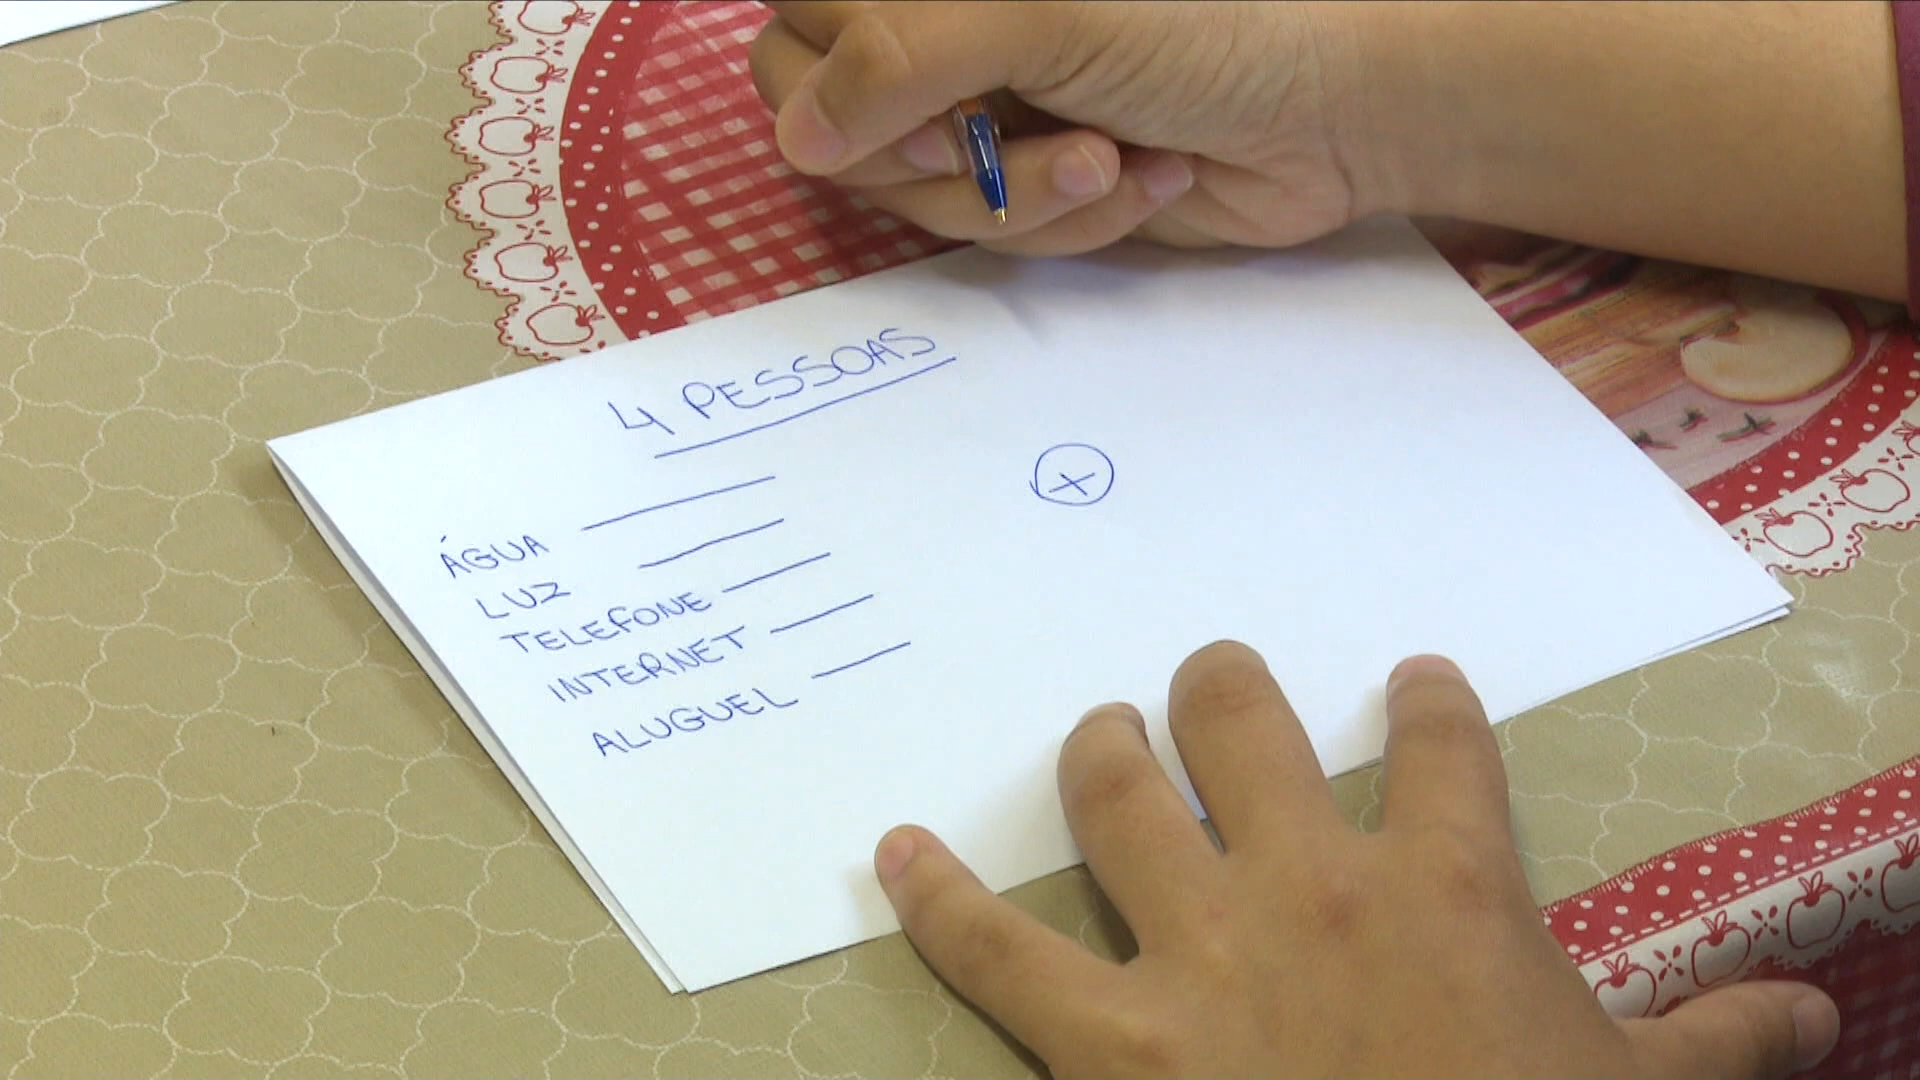 4 PESSOAS
ÁGUA
LUZ
TELEFONE
INTERNET
ALUGUEL
+